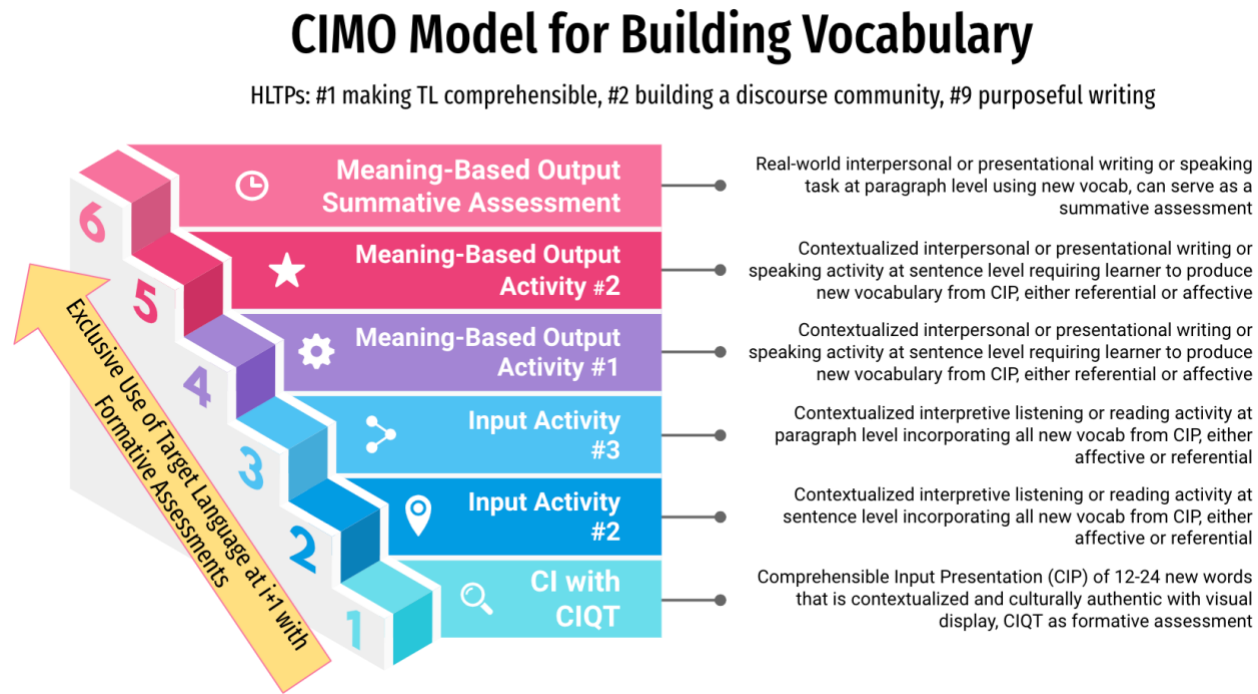 CIMO Model for Building Vocabulary
HLTPs: #1 making TL comprehensible, #2 building a discourse community, #9 purposeful writing
6
Meaning-Based Output
Summative Assessment
Real-world interpersonal or presentational writing or speaking
task at paragraph level using new vocab, can serve as a
summative assessment
5
Meaning-Based Output
Activity #2
Contextualized interpersonal or presentational writing or
speaking activity at sentence level requiring learner to produce
new vocabulary from CIP, either referential or affective
4
Meaning-Based Output
Activity #1
Contextualized interpersonal or presentational writing or
speaking activity at sentence level requiring learner to produce
new vocabulary from CIP, either referential or affective
3
Input Activity
#3
Contextualized interpretive listening or reading activity at
paragraph level incorporating all new vocab from CIP, either
affective or referential
2
Input Activity
#2
Contextualized interpretive listening or reading activity at
sentence level incorporating all new vocab from CIP, either
affective or referential
1
CI with
CIQT
Comprehensible Input Presentation (CIP) of 12-24 new words
that is contextualized and culturally authentic with visual
display, CIQT as formative assessment
Exclusive Use of Target Language at i+1 with
Formative Assessments